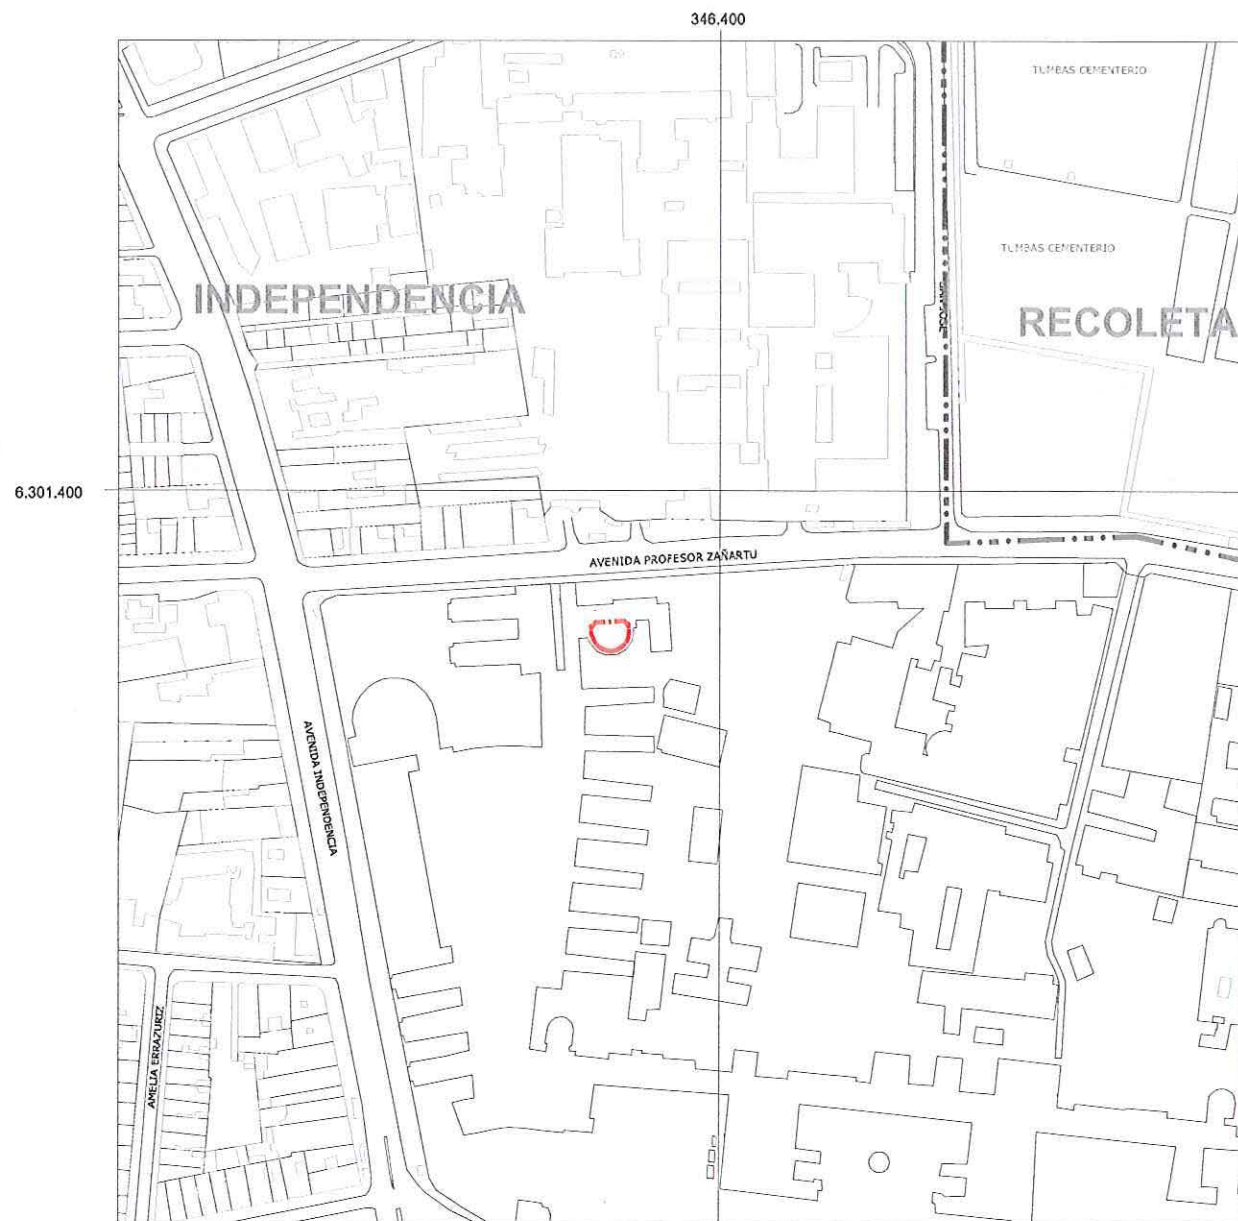 346.400
TUMBAS CEMENTERIO
TUMBAS CEMENTERIO
INDEPENDENCIA
RECOLETA
6.301.400
AVENIDA PROFESOR ZAÑARTU
AVENIDA INDEPENDENCIA
AMELIA ERRAZURIZ